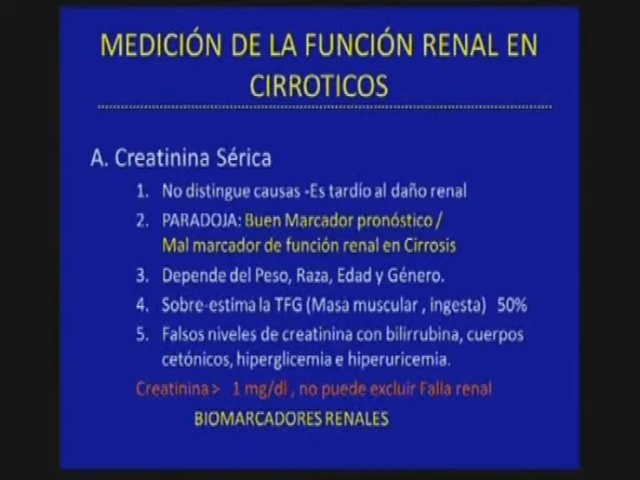 MEDICIÓN DE LA FUNCIÓN RENAL EN
CIRROTICOS
A. Creatinina Sérica
1. No distingue causas -Es tardío al daño renal
2. PARADOJA: Buen Marcador pronóstico /
Mal marcador de función renal en Cirrosis
3. Depende del Peso, Raza, Edad y Género.
4. Sobre-estima la TFG (Masa muscular , ingesta) 50%
5. Falsos niveles de creatinina con bilirrubina, cuerpos
cetónicos, hiperglicemia e hiperuricemia.
Creatinina > 1 mg/dl , no puede excluir Falla renal
BIOMARCADORES RENALES